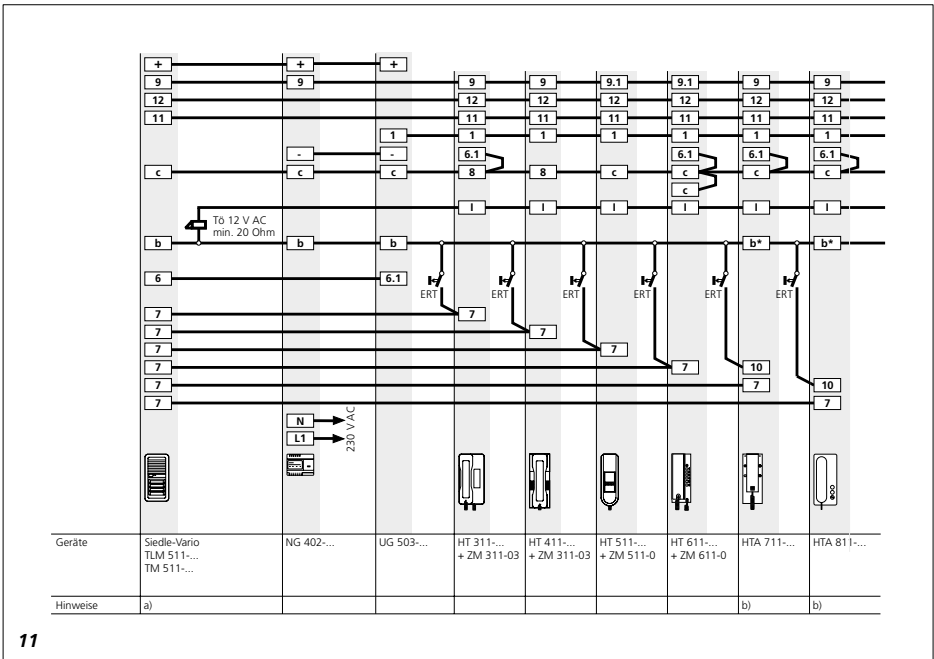 + + +
9 9 9 9 9.1 9.1 9 9
12 12 12 12 12 12 12
11 11 11 11 11 11 11
1 1 1 1 1 1 1
- - 6.1 6.1 6.1 6.1
c c c 8 8 c c c c
c
I I I I I I
Tö 12 V AC
min. 20 Ohm
b b b b* b*
6 6.1
ERT ERT ERT ERT ERT ERT
7 7
7 7
7 7
7 7 10
7 7 10
7 7
N
L1
230 V AC
Geräte Siedle-Vario NG 402-... UG 503-... HT 311-... HT 411-... HT 511-... HT 611-... HTA 711-... HTA 811-...
TLM 511-... + ZM 311-03 + ZM 311-03 + ZM 511-0 + ZM 611-0
TM 511-...
Hinweise a) b) b)
11